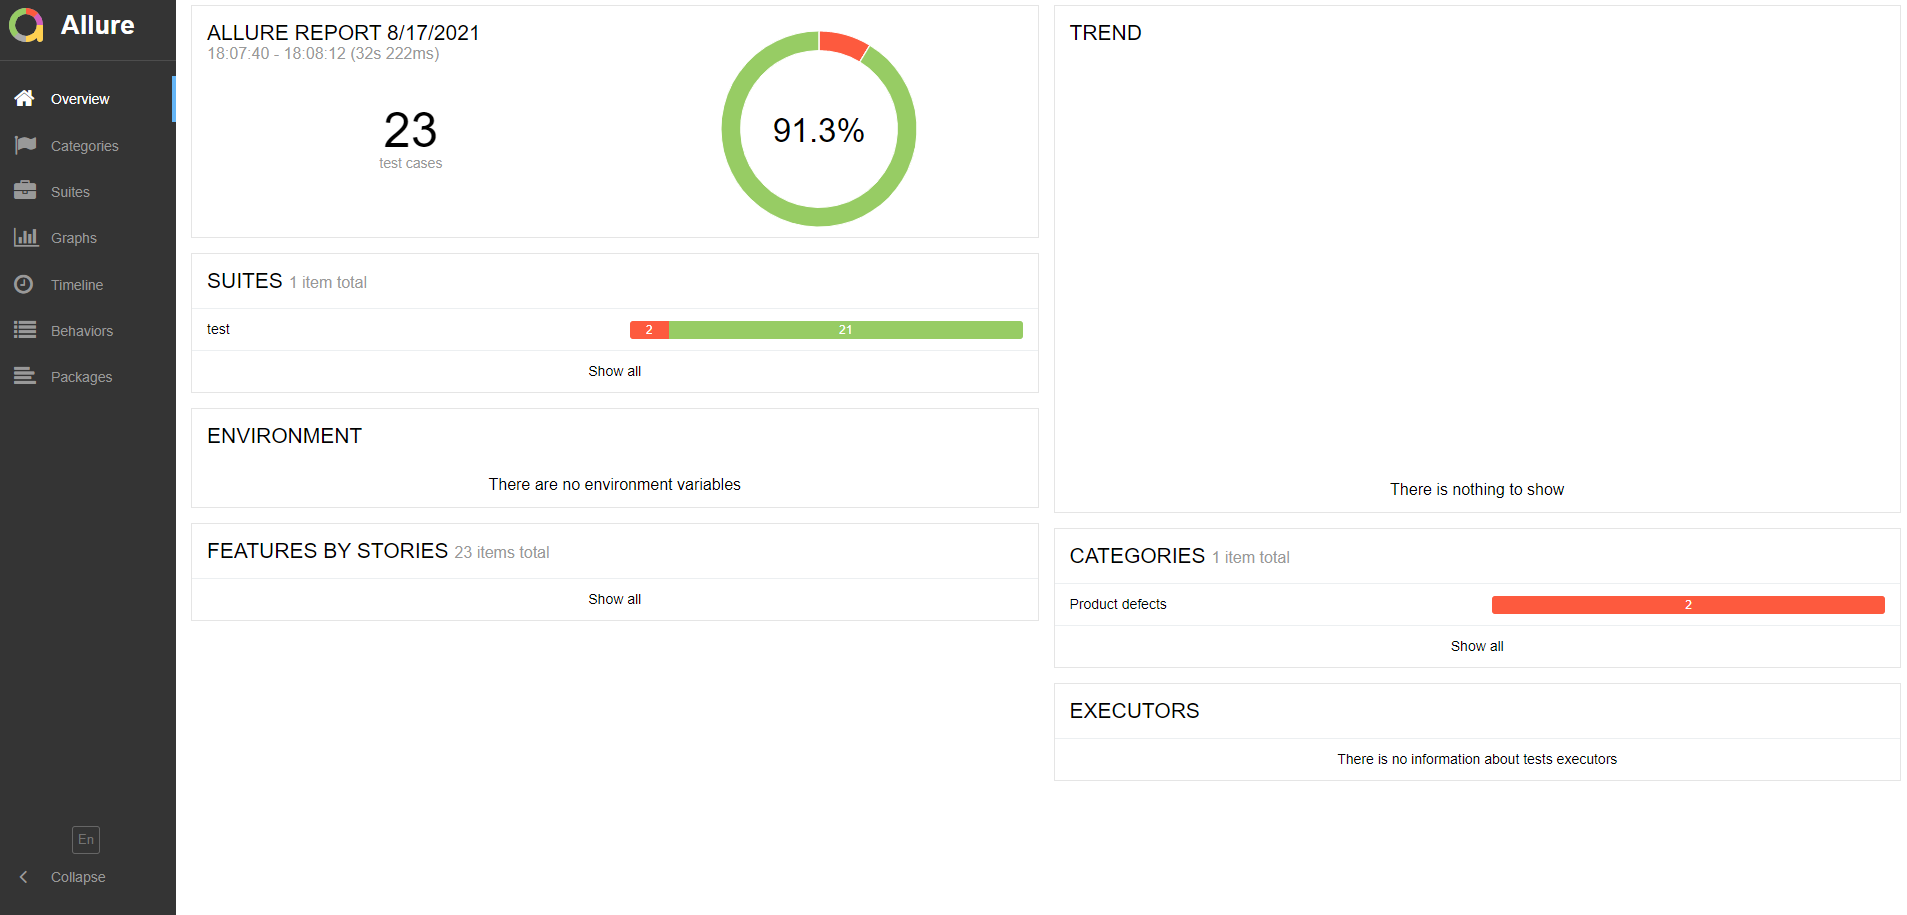 Allure
Overview
Categories
Suites
Graphs
Timeline
Behaviors
Packages
En
Collapse
ALLURE REPORT 8/17/2021
18:07:40 - 18:08:12 (32s 222ms)
23
test cases
91.3%
SUITES 1 item total
test 2 21
Show all
ENVIRONMENT
There are no environment variables
FEATURES BY STORIES 23 items total
Show all
TREND
There is nothing to show
CATEGORIES 1 item total
Product defects 2
Show all
EXECUTORS
There is no information about tests executors